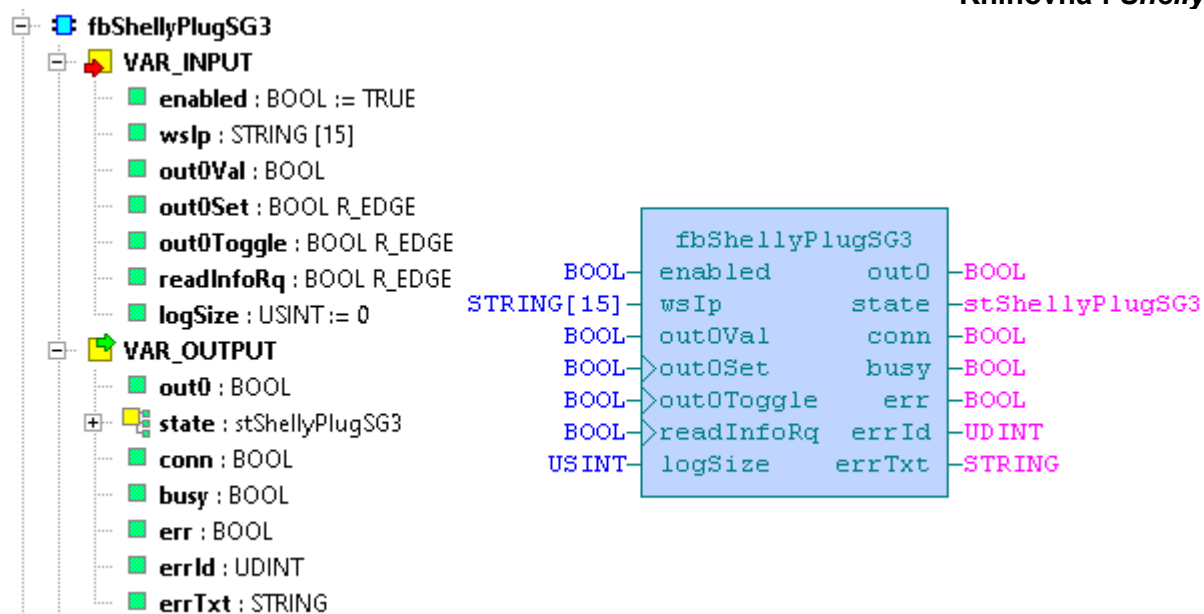 fbShellyPlugSG3
VAR_INPUT
enabled : BOOL := TRUE
wsIp : STRING [15]
out0Val : BOOL
out0Set : BOOL R_EDGE
out0Toggle : BOOL R_EDGE
readInfoRq : BOOL R_EDGE
logSize : USINT := 0
VAR_OUTPUT
out0 : BOOL
state : stShellyPlugSG3
conn : BOOL
busy : BOOL
err : BOOL
errId : UDINT
errTxt : STRING
fbShellyPlugSG3
BOOL enabled out0 BOOL
STRING[15] wsIp state stShellyPlugSG3
BOOL out0Val conn BOOL
BOOL out0Set busy BOOL
BOOL out0Toggle err BOOL
BOOL readInfoRq errId UDINT
USINT logSize errTxt STRING